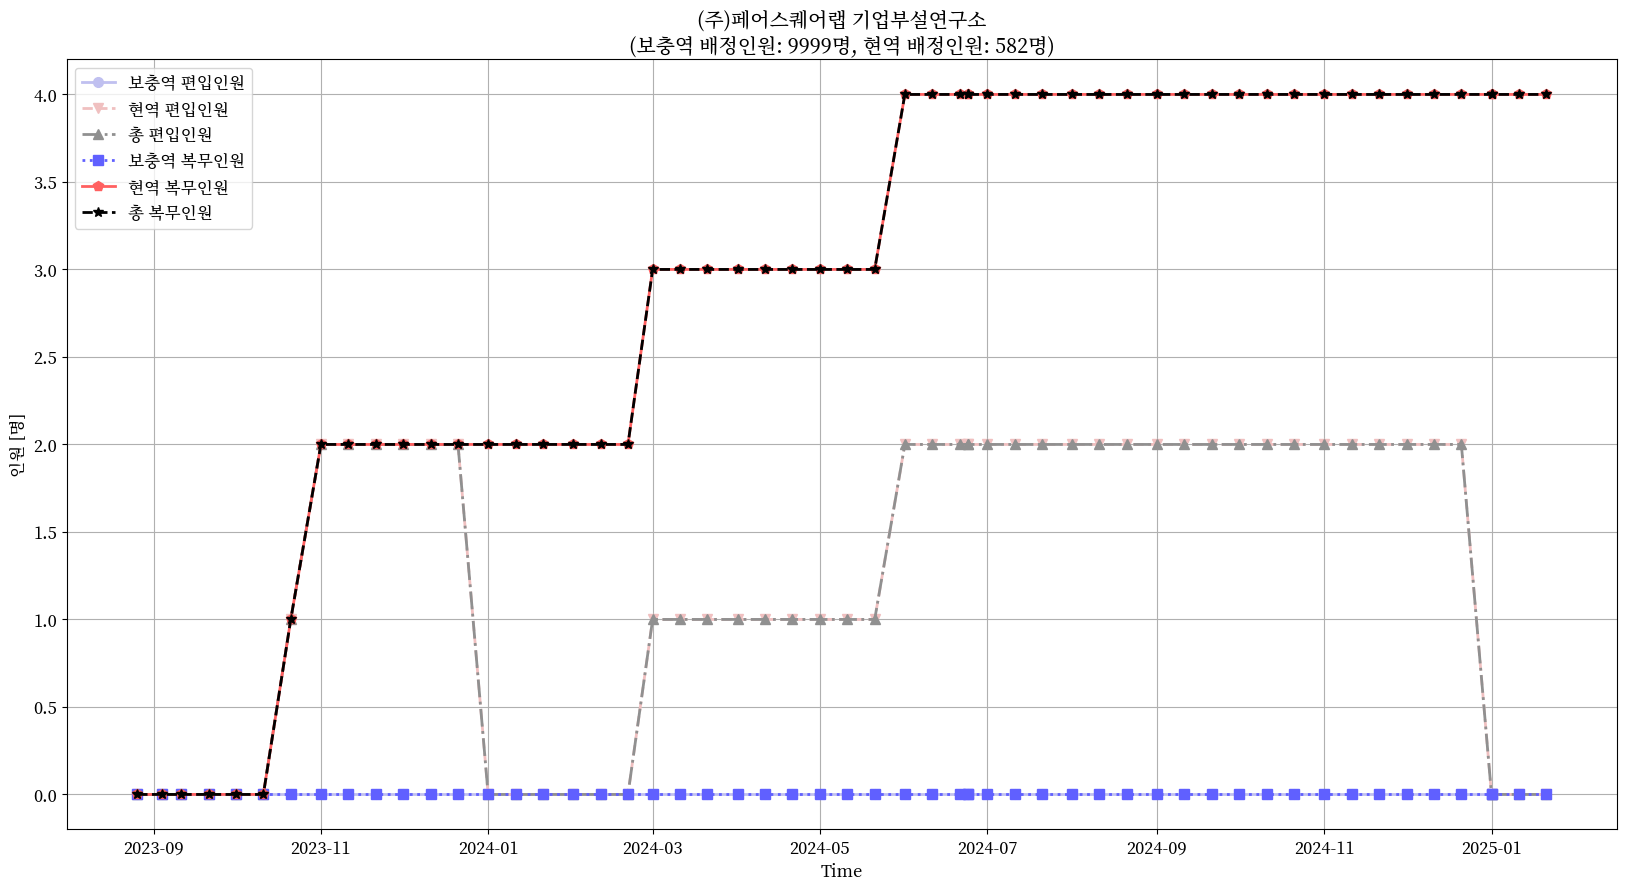 (주)페어스퀘어랩 기업부설연구소
(보충역 배정인원: 9999명, 현역 배정인원: 582명)
보충역 편입인원
현역 편입인원
총 편입인원
보충역 복무인원
현역 복무인원
총 복무인원
4.0
3.5
3.0
2.5
2.0
1.5
1.0
0.5
0.0
인원 [명]
2023-09
2023-11
2024-01
2024-03
2024-05
2024-07
2024-09
2024-11
2025-01
Time